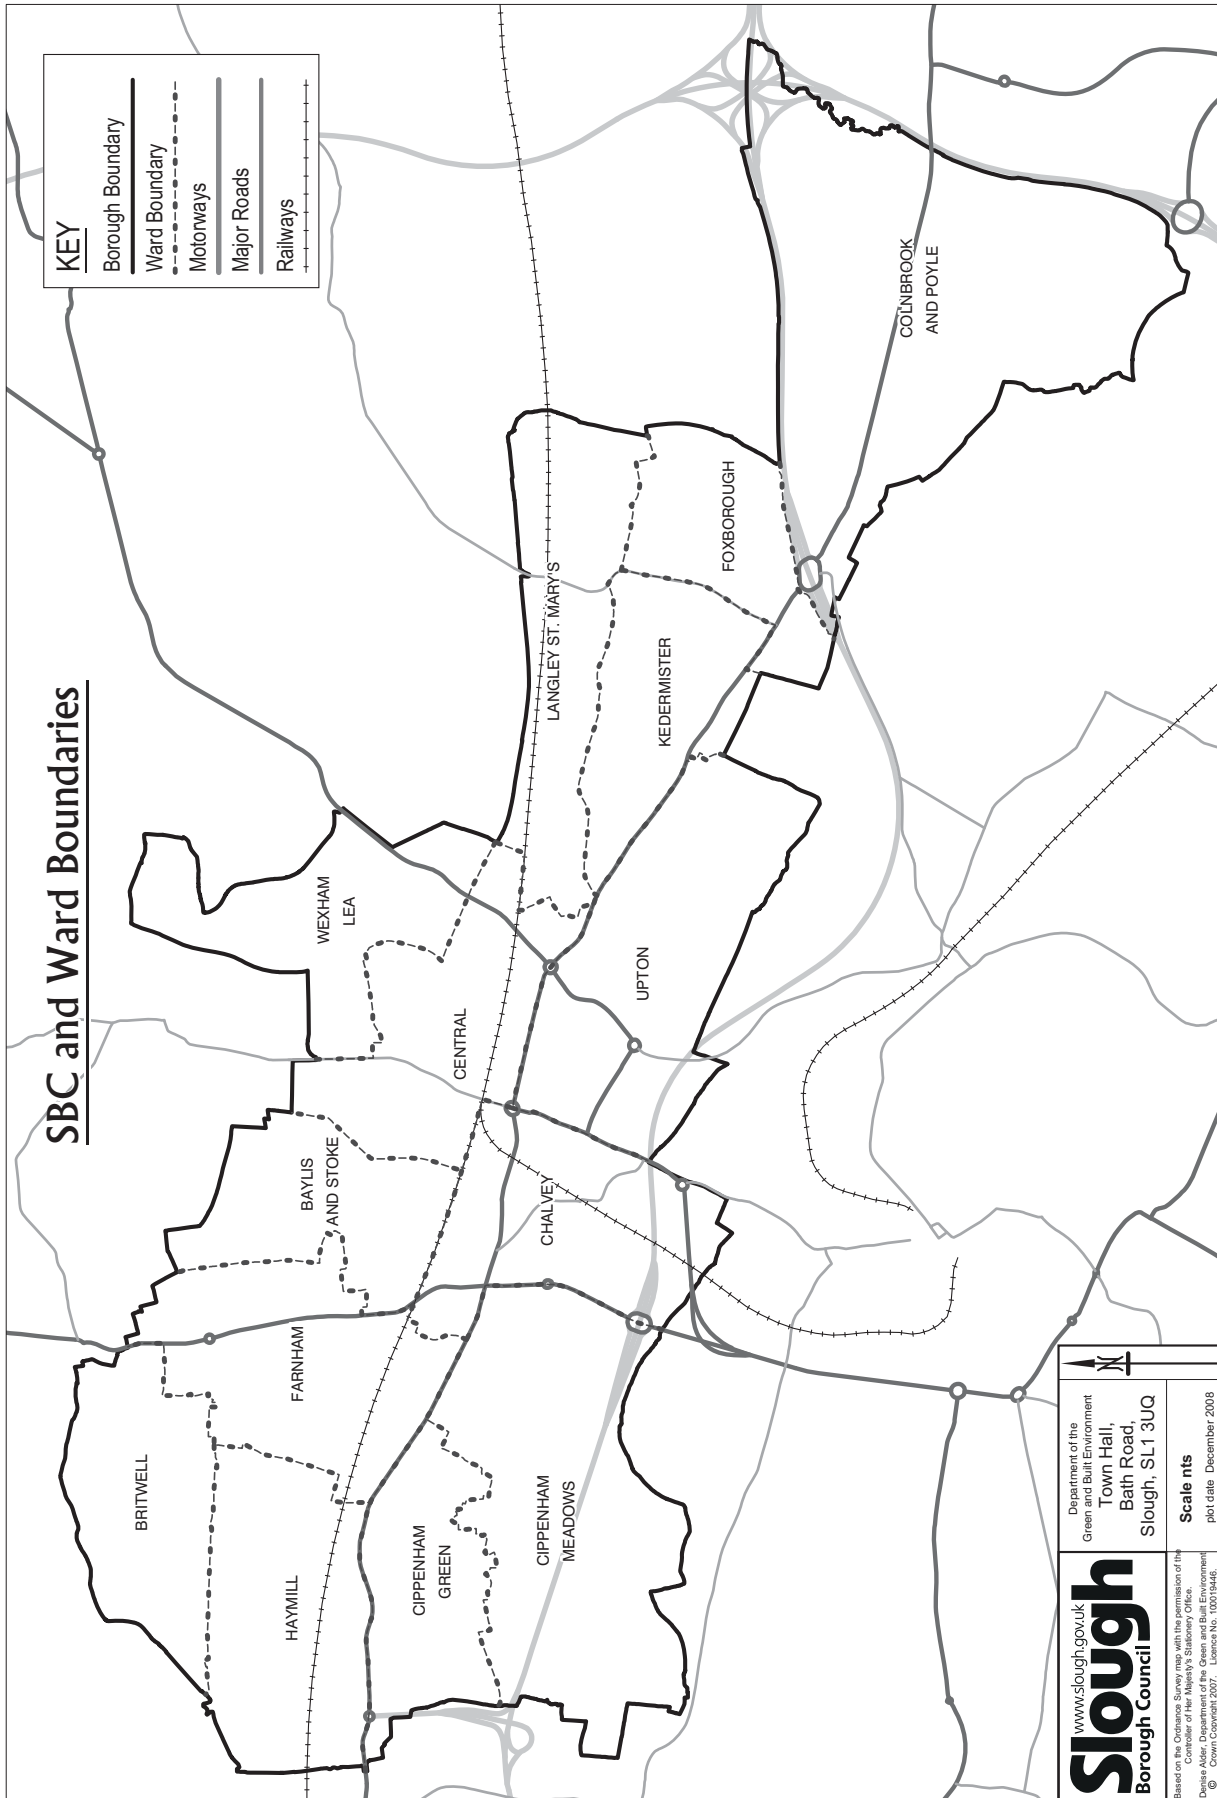 SBC and Ward Boundaries
KEY
Borough Boundary
Ward Boundary
Motorways
Major Roads
Railways
BRITWELL
HAYMILL
FARNHAM
BAYLIS
AND STOKE
WEXHAM
LEA
CENTRAL
CIPPENHAM
GREEN
CIPPENHAM
MEADOWS
CHALVEY
UPTON
LANGLEY ST. MARY'S
KEDERMISTER
FOXBOROUGH
COLNBROOK
AND POYLE
www.slough.gov.uk
Slough
Borough Council
Department of the
Green and Built Environment
Town Hall,
Bath Road,
Slough, SL1 3UQ
N
Based on the Ordnance Survey map with the permission of the
Controller of Her Majesty's Stationery Office.
Denise Alder, Department of the Green and Built Environment
© Crown Copyright 2007. Licence No. 100019446.
Scale nts
plot date December 2008